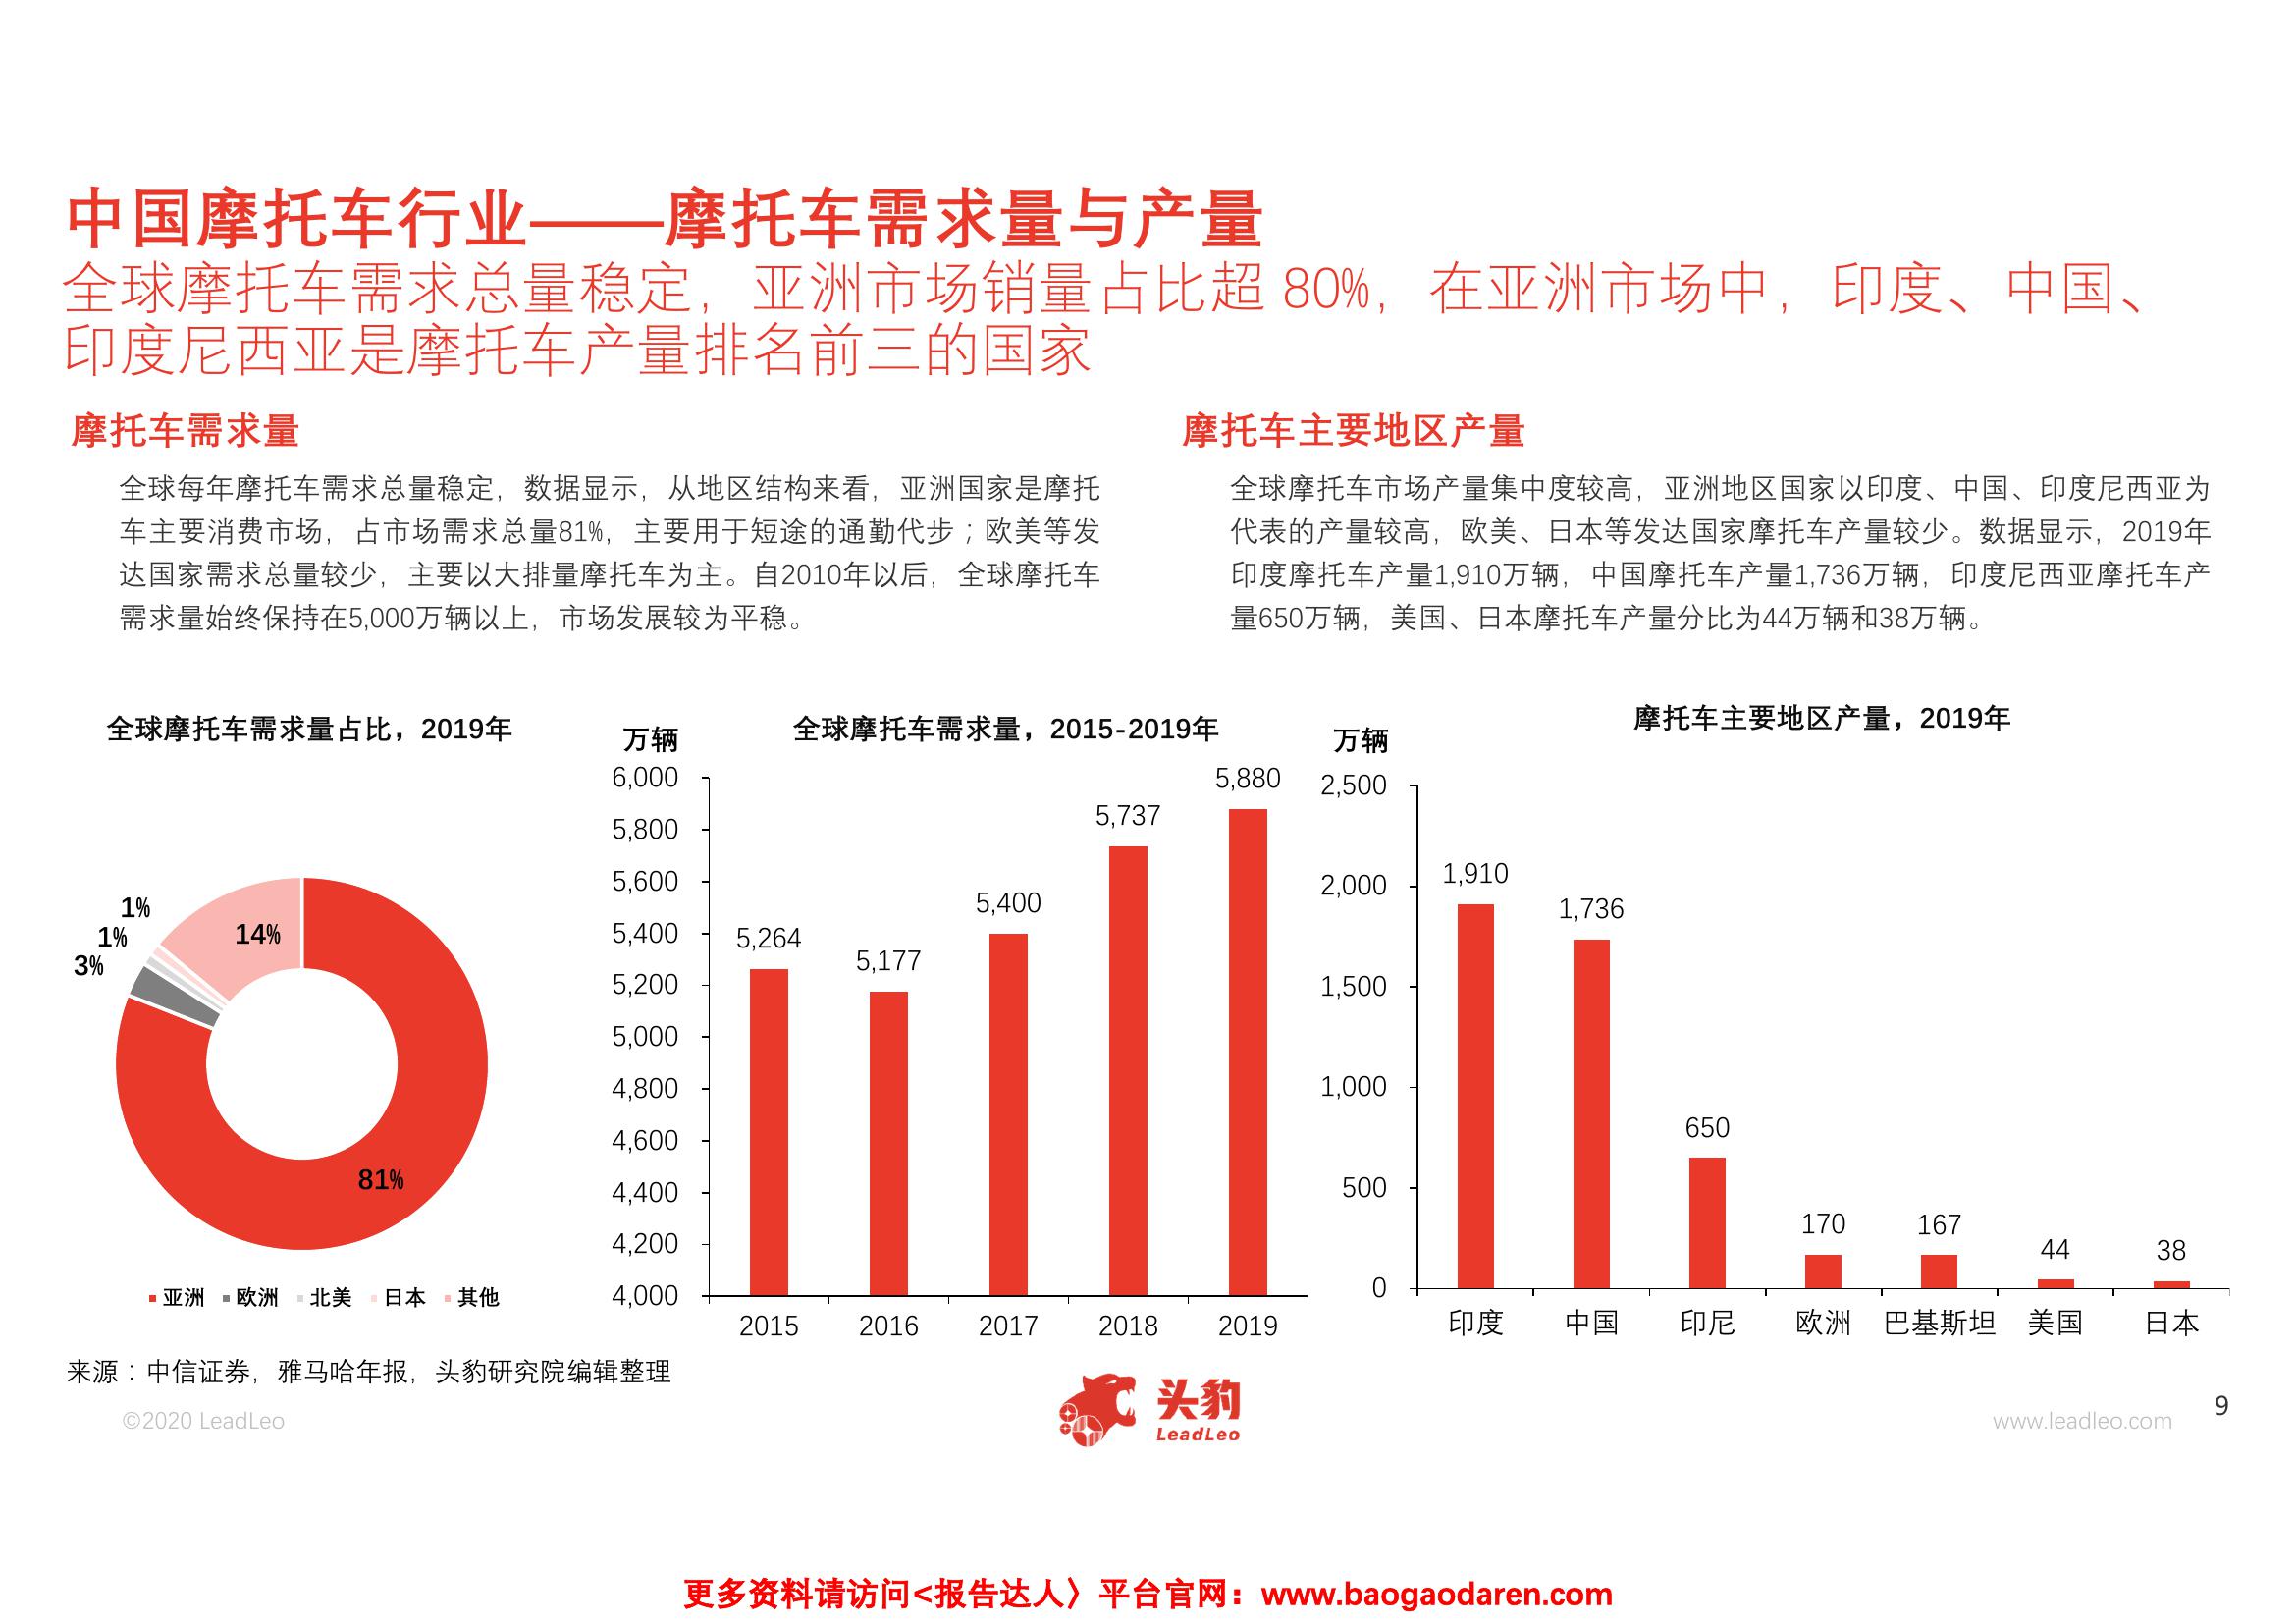 中国摩托车行业——摩托车需求量与产量
全球摩托车需求总量稳定，亚洲市场销量占比超 80%，在亚洲市场中，印度、中国、
印度尼西亚是摩托车产量排名前三的国家
摩托车需求量
全球每年摩托车需求总量稳定，数据显示，从地区结构来看，亚洲国家是摩托
车主要消费市场，占市场需求总量81%，主要用于短途的通勤代步；欧美等发
达国家需求总量较少，主要以大排量摩托车为主。自2010年以后，全球摩托车
需求量始终保持在5,000万辆以上，市场发展较为平稳。
摩托车主要地区产量
全球摩托车市场产量集中度较高，亚洲地区国家以印度、中国、印度尼西亚为
代表的产量较高，欧美、日本等发达国家摩托车产量较少。数据显示，2019年
印度摩托车产量1,910万辆，中国摩托车产量1,736万辆，印度尼西亚摩托车产
量650万辆，美国、日本摩托车产量分比为44万辆和38万辆。
全球摩托车需求量占比，2019年
14%
1%
1%
3%
81%
亚洲 欧洲 北美 日本 其他
全球摩托车需求量，2015-2019年
万辆
6,000
5,800
5,600
5,400
5,200
5,000
4,800
4,600
4,400
4,200
4,000
5,264
5,177
5,400
5,737
5,880
2015 2016 2017 2018 2019
摩托车主要地区产量，2019年
万辆
2,500
2,000
1,500
1,000
500
0
1,910
1,736
650
170
167
44
38
印度 中国 印尼 欧洲 巴基斯坦 美国 日本
来源：中信证券，雅马哈年报，头豹研究院编辑整理
©2020 LeadLeo
头豹
LeadLeo
www.leadleo.com
9
更多资料请访问<报告达人〉平台官网：www.baogaodaren.com